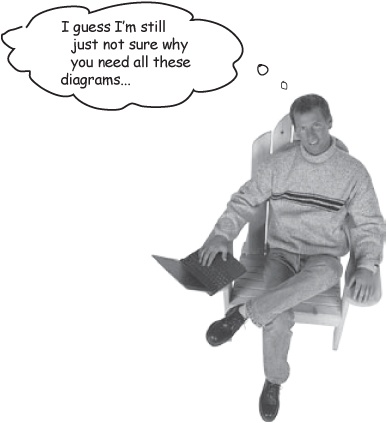 I guess I'm still
just not sure why
you need all these
diagrams...